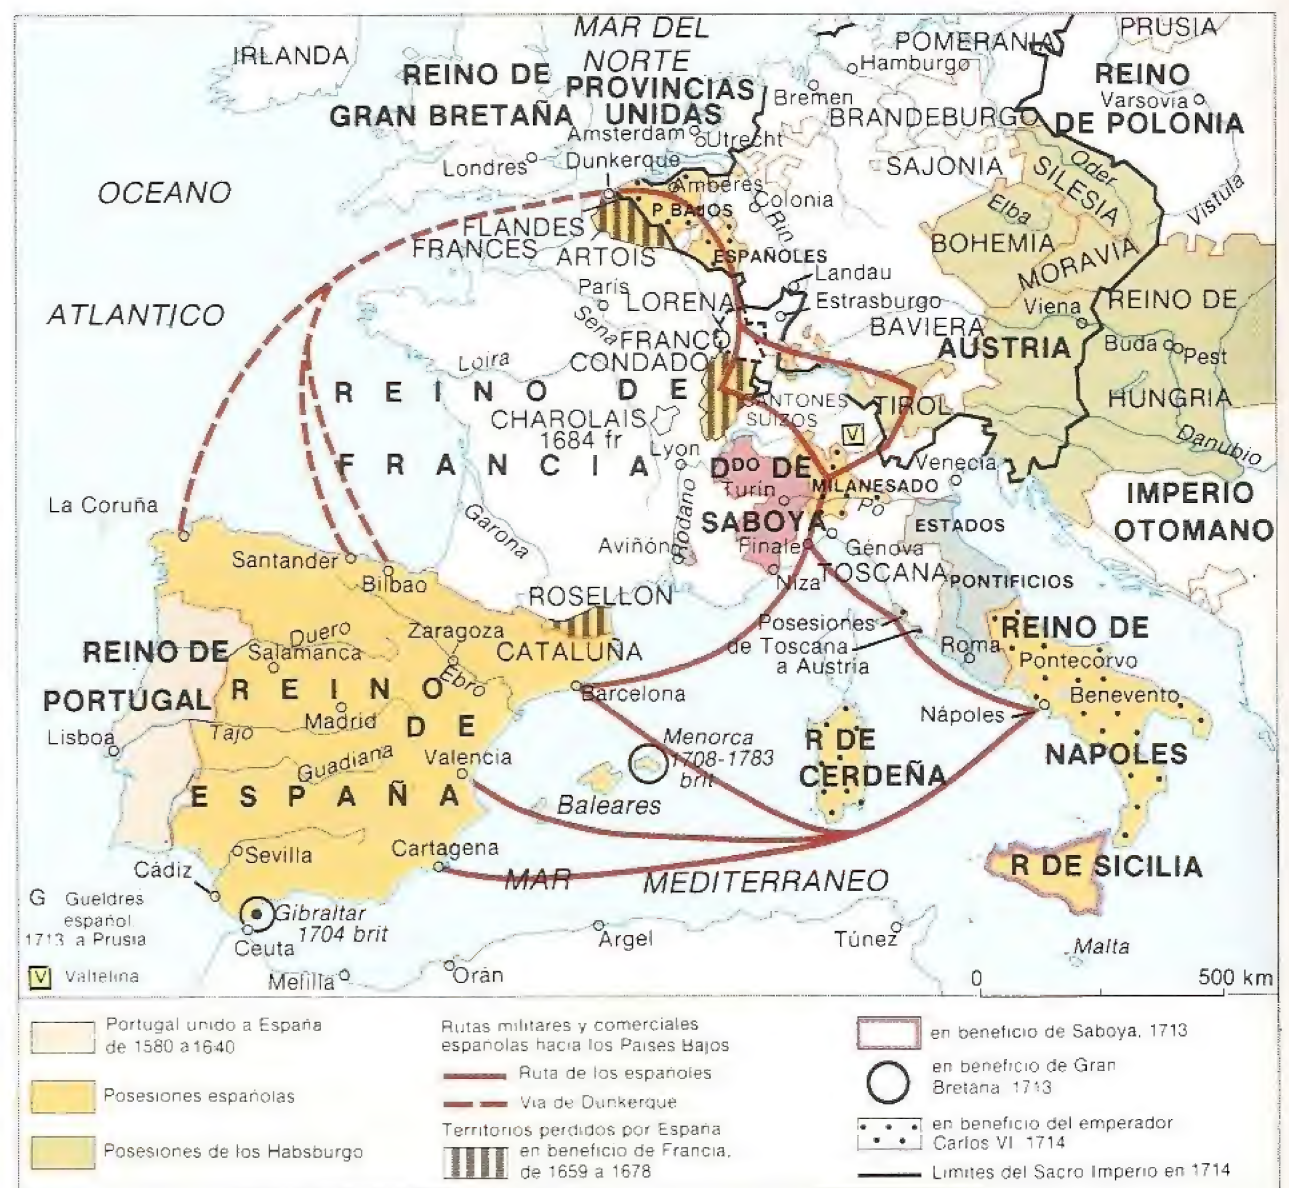 MAR DEL
NORTE
IRLANDA
REINO DE
GRAN BRETAÑA
PROVINCIAS
UNIDAS
POMERANIA
Hamburgo
Bremen
BRANDEBURGO
PRUSIA
REINO
DE POLONIA
Varsovia
Amsterdam
Utrecht
Londres
Dunkerque
SAJONIA
Oder
SILESIA
Vístula
OCEANO
ATLANTICO
Amberes
P BAJOS
ESPAÑOLES
Colonia
Rin
Elba
BOHEMIA
MORAVIA
FLANDES
FRANCES
ARTOIS
Landau
Estrasburgo
París
LORENA
Sena
Viena
REINO DE
HUNGRIA
BAVIERA
AUSTRIA
Buda
Pest
FRANCO
CONDADO
Loira
REINO DE
FRANCIA
CHAROLAIS
1684 fr
CANTONES
SUIZOS
TIROL
V
Danubio
Lyon
DDO DE
SABOYA
Turín
MILANESADO
Venecia
Po
IMPERIO
OTOMANO
La Coruña
Garona
Ródano
Aviñón
Finale
Génova
ESTADOS
PONTIFICIOS
Santander
Bilbao
Niza
TOSCANA
ROSELLON
Posesiones
de Toscana
a Austria
Roma
REINO DE
NAPOLES
Pontecorvo
Benevento
Nápoles
REINO DE
PORTUGAL
Duero
Salamanca
Zaragoza
CATALUÑA
Ebro
REINO
DE
ESPAÑA
Barcelona
Madrid
Lisboa
Tajo
Guadiana
Valencia
Menorca
1708-1783
brit
Baleares
R DE
CERDEÑA
Sevilla
Cartagena
Cádiz
MAR MEDITERRANEO
R DE SICILIA
Gibraltar
1704 brit
Ceuta
Melilla
Orán
Argel
Túnez
Malta
G Gueldres
español
1713 a Prusia
V Valtelina
0 500 km
Portugal unido a España
de 1580 a 1640
Posesiones españolas
Posesiones de los Habsburgo
Rutas militares y comerciales
españolas hacia los Países Bajos
Ruta de los españoles
Via de Dunkerque
Territorios perdidos por España
en beneficio de Francia,
de 1659 a 1678
en beneficio de Saboya, 1713
en beneficio de Gran
Bretana 1713
en beneficio del emperador
Carlos VI 1714
Limites del Sacro Imperio en 1714